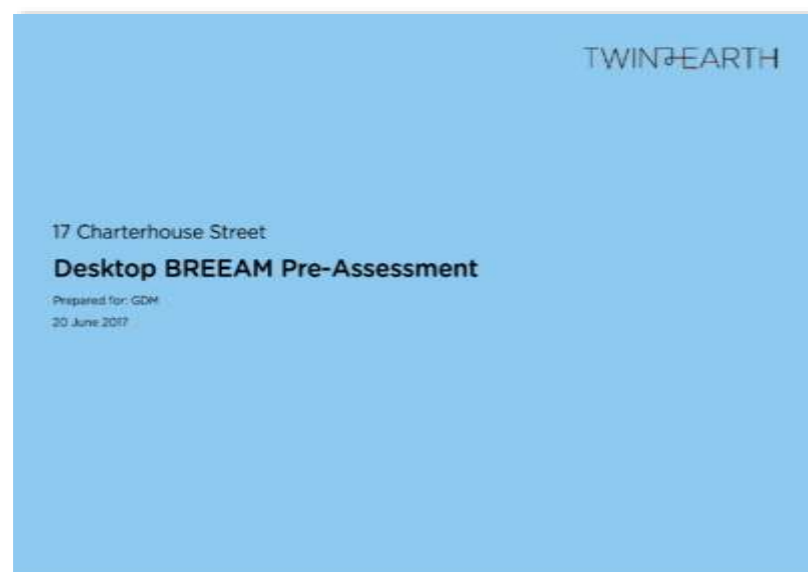 TWIN EARTH
17 Charterhouse Street
Desktop BREEAM Pre-Assessment
Prepared for: GDM
20 June 2017